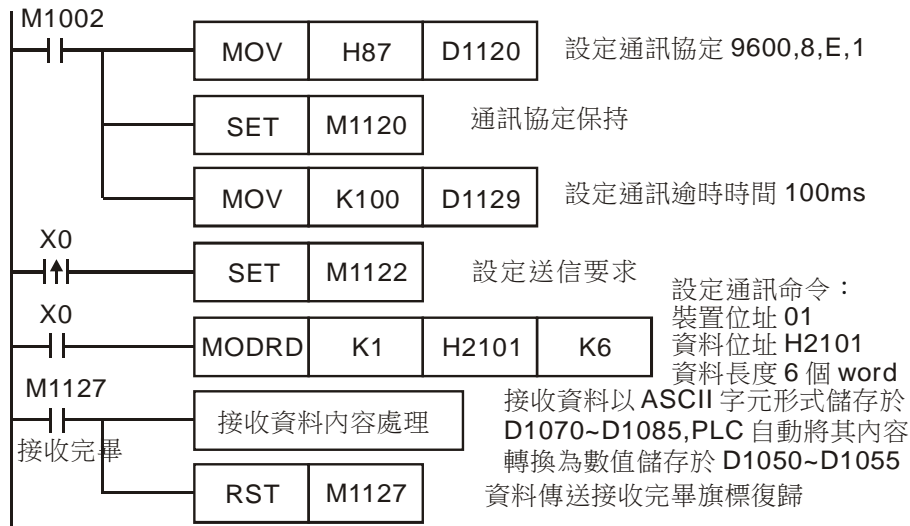 M1002
MOV H87 D1120 設定通訊協定 9600,8,E,1
SET M1120 通訊協定保持
MOV K100 D1129 設定通訊逾時時間 100ms
X0
SET M1122 設定送信要求
設定通訊命令：
X0
裝置位址 01
MODRD K1 H2101 K6
資料位址 H2101
資料長度 6 個 word
M1127
接收資料內容處理
接收資料以 ASCII 字元形式儲存於
D1070~D1085,PLC 自動將其內容
接收完畢
轉換為數值儲存於 D1050~D1055
RST M1127 資料傳送接收完畢旗標復歸